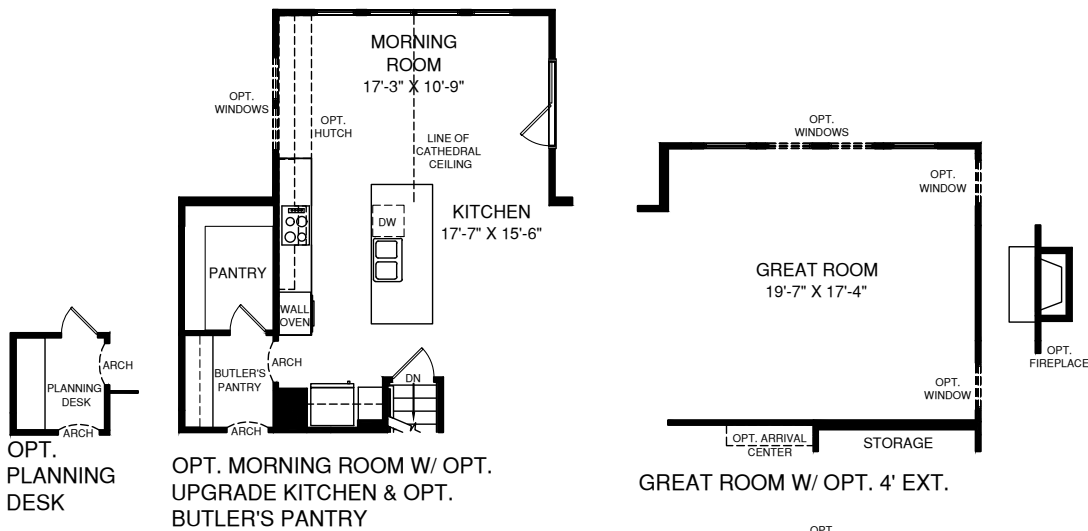 MORNING
ROOM
17'-3" X 10'-9"
OPT.
WINDOWS
OPT.
HUTCH
LINE OF
CATHEDRAL
CEILING
KITCHEN
17'-7" X 15'-6"
DW
PANTRY
WALL
OVEN
ARCH
BUTLER'S
PANTRY
ARCH
DN
PLANNING
DESK
ARCH
ARCH
OPT.
PLANNING
DESK
OPT. MORNING ROOM W/ OPT.
UPGRADE KITCHEN & OPT.
BUTLER'S PANTRY
OPT.
WINDOWS
OPT.
WINDOW
GREAT ROOM
19'-7" X 17'-4"
OPT.
FIREPLACE
OPT.
WINDOW
OPT. ARRIVAL
CENTER
STORAGE
GREAT ROOM W/ OPT. 4' EXT.
OPT.